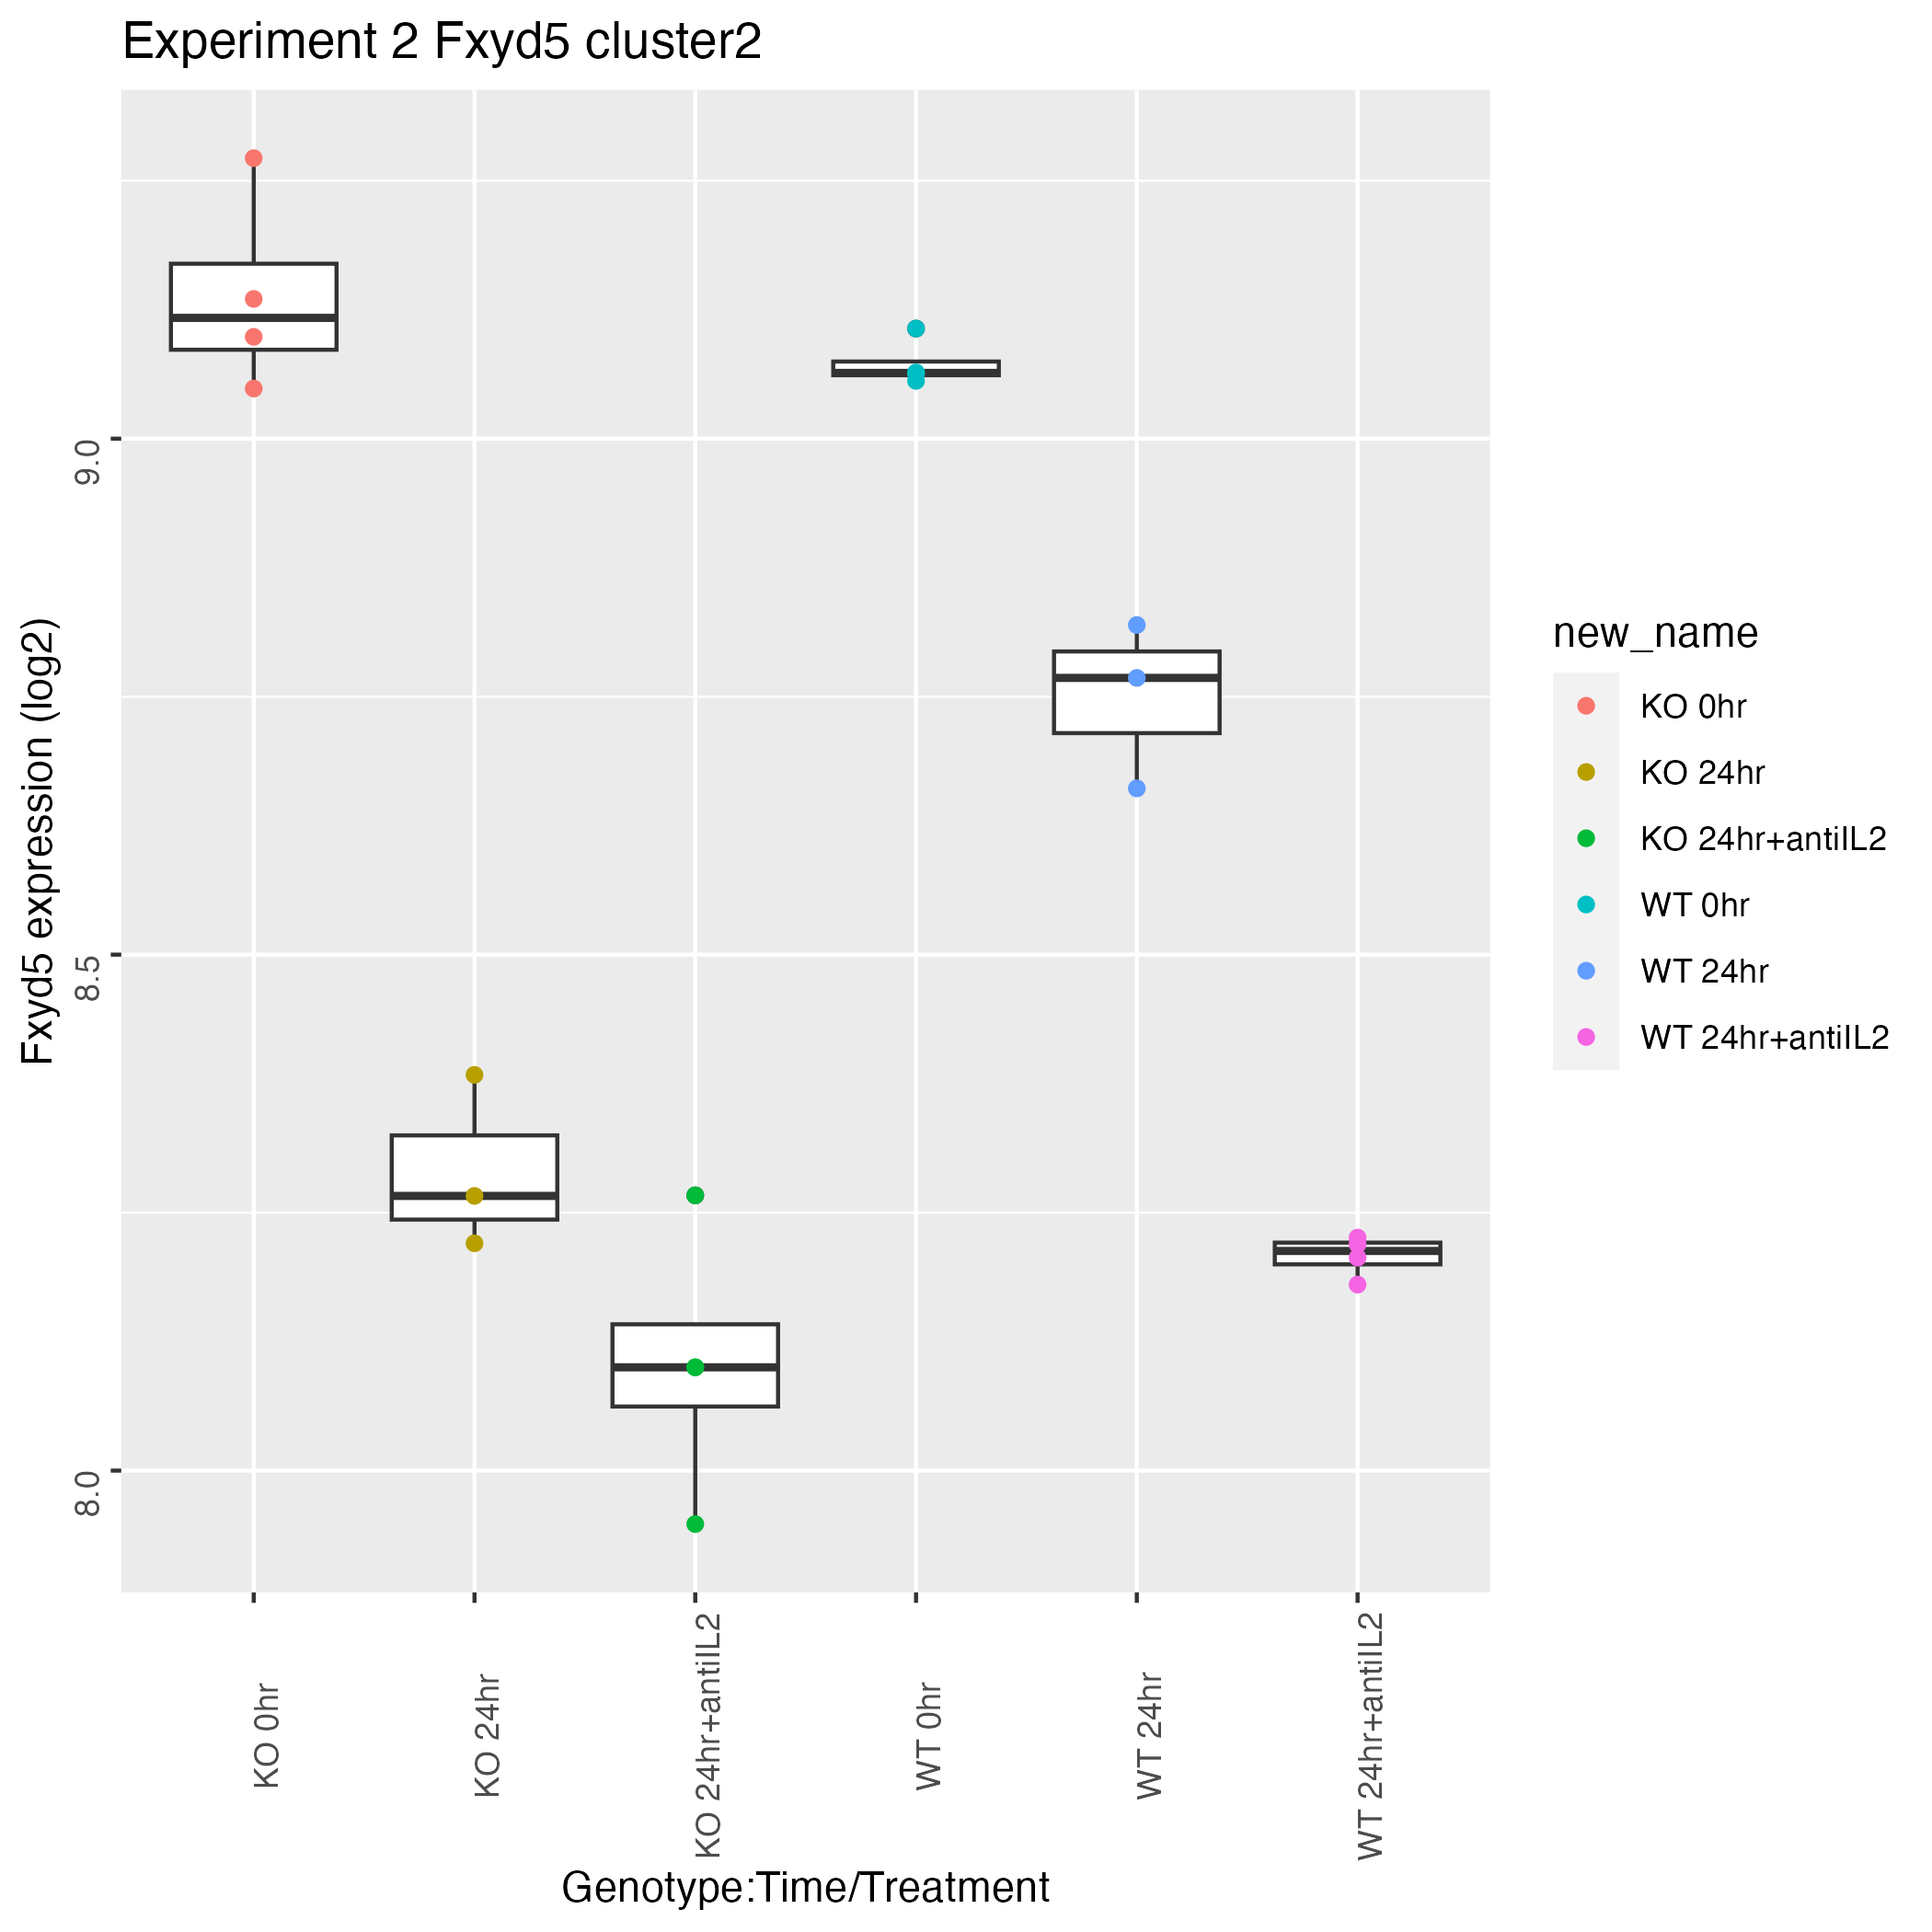 Experiment 2 Fxyd5 cluster2
Fxyd5 expression (log2)
9.0
8.5
8.0
KO 0hr
KO 24hr
KO 24hr+antiIL2
WT 0hr
WT 24hr
WT 24hr+antiIL2
Genotype:Time/Treatment
new_name
KO 0hr
KO 24hr
KO 24hr+antiIL2
WT 0hr
WT 24hr
WT 24hr+antiIL2